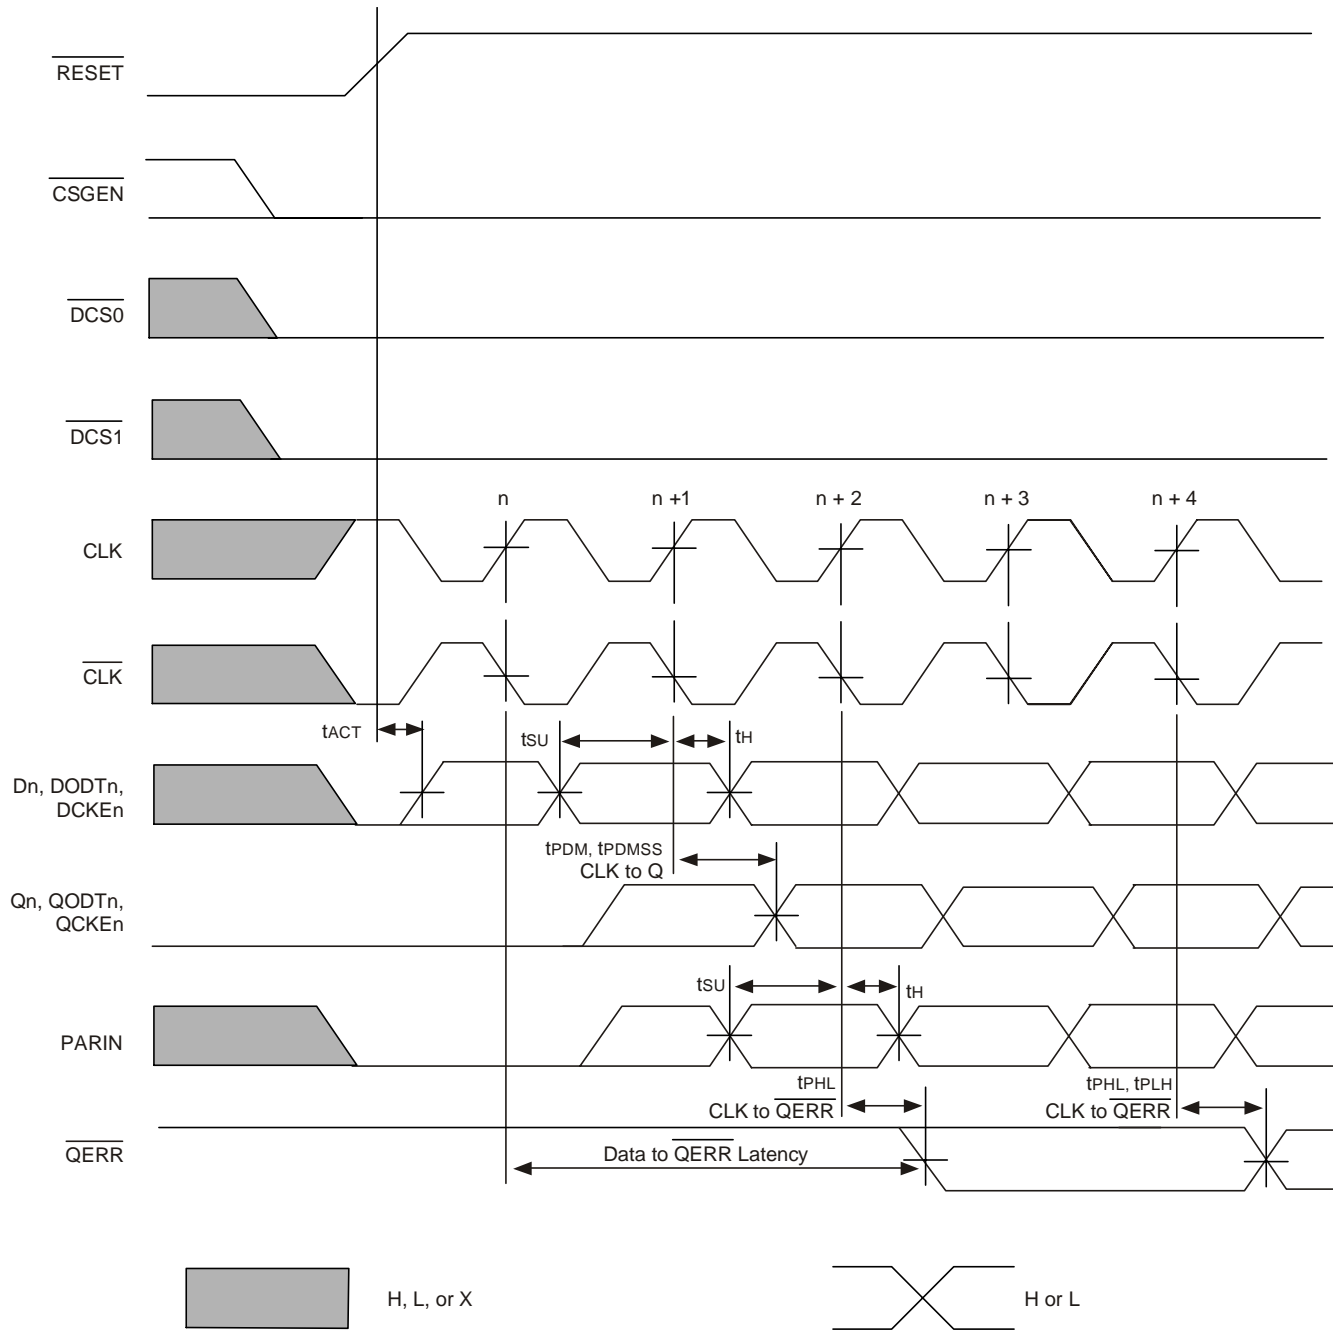 RESET
CSGEN
DCS0
DCS1
n n +1 n + 2 n + 3 n + 4
CLK
CLK
tACT tSU tH
Dn, DODTn,
DCKEn
tPDM, tPDMSS
CLK to Q
Qn, QODTn,
QCKEn
tSU tH
PARIN
tPHL
CLK to QERR
tPHL, tPLH
CLK to QERR
QERR
Data to QERR Latency
H, L, or X
H or L